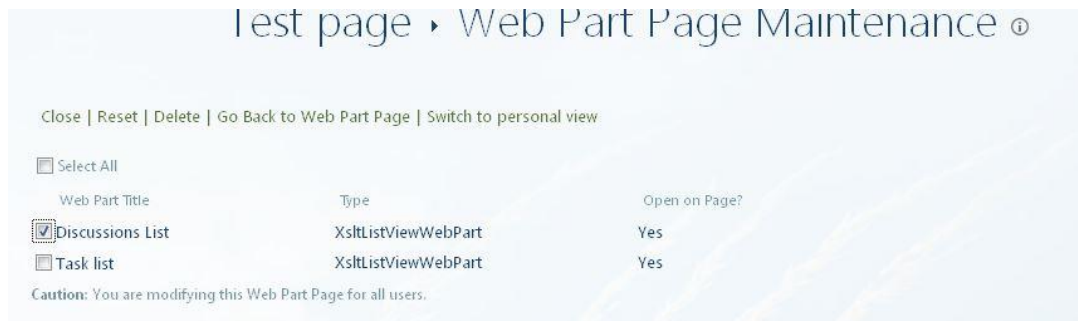 Test page ▸ Web Part Page Maintenance
Close | Reset | Delete | Go Back to Web Part Page | Switch to personal view
Select All
Web Part Title Type Open on Page?
Discussions List XsltListViewWebPart Yes
Task list XsltListViewWebPart Yes
Caution: You are modifying this Web Part Page for all users.